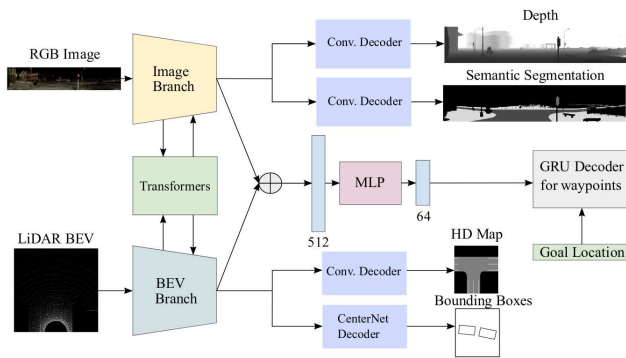 Depth
RGB Image
Image
Branch
Conv. Decoder
Semantic Segmentation
Conv. Decoder
Transformers
MLP
GRU Decoder
for waypoints
64
512
LiDAR BEV
HD Map
Goal Location
BEV
Branch
Conv. Decoder
Bounding Boxes
CenterNet
Decoder